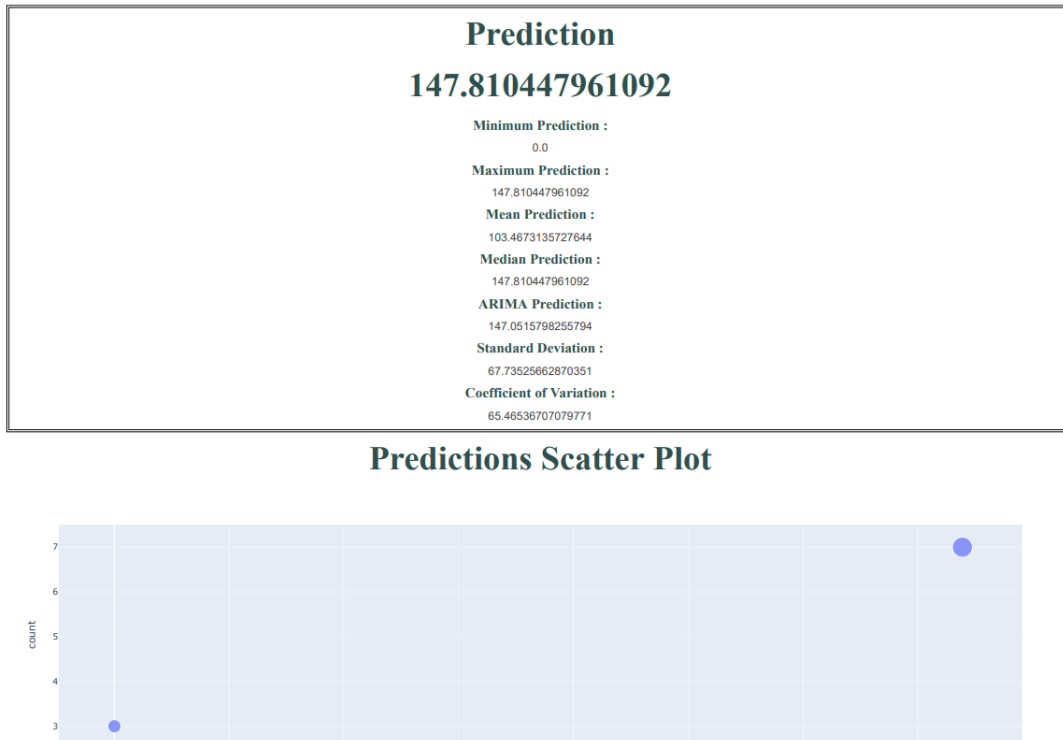 Prediction
147.810447961092
Minimum Prediction :
0.0
Maximum Prediction :
147.810447961092
Mean Prediction :
103.4673135727644
Median Prediction :
147.810447961092
ARIMA Prediction :
147.0515798255794
Standard Deviation :
67.73525662870351
Coefficient of Variation :
65.46536707079771
Predictions Scatter Plot
7
6
5
count
4
3